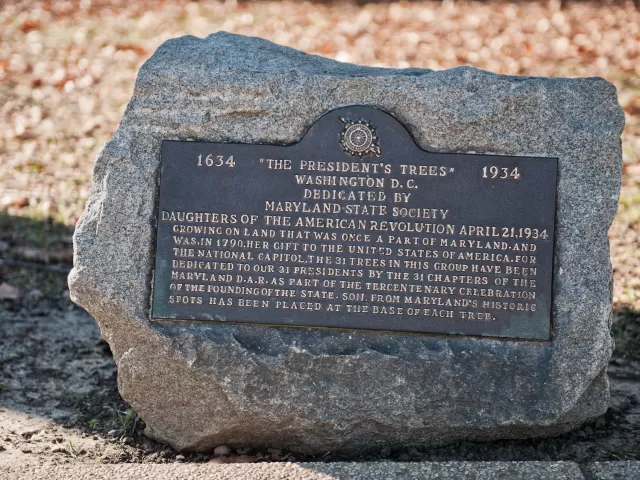 1634 "THE PRESIDENT'S TREES" 1934
WASHINGTON D.C.
DEDICATED BY
MARYLAND STATE SOCIETY
DAUGHTERS OF THE AMERICAN REVOLUTION APRIL 21, 1934
GROWING ON LAND THAT WAS ONCE A PART OF MARYLAND, AND
WAS, IN 1790, HER GIFT TO THE UNITED STATES OF AMERICA, FOR
THE NATIONAL CAPITOL, THE 31 TREES IN THIS GROUP HAVE BEEN
DEDICATED TO OUR 31 PRESIDENTS BY THE 31 CHAPTERS OF THE
MARYLAND D.A.R. AS PART OF THE TERCENTENARY CELEBRATION
OF THE FOUNDING OF THE STATE. SOIL FROM MARYLAND'S HISTORIC
SPOTS HAS BEEN PLACED AT THE BASE OF EACH TREE.